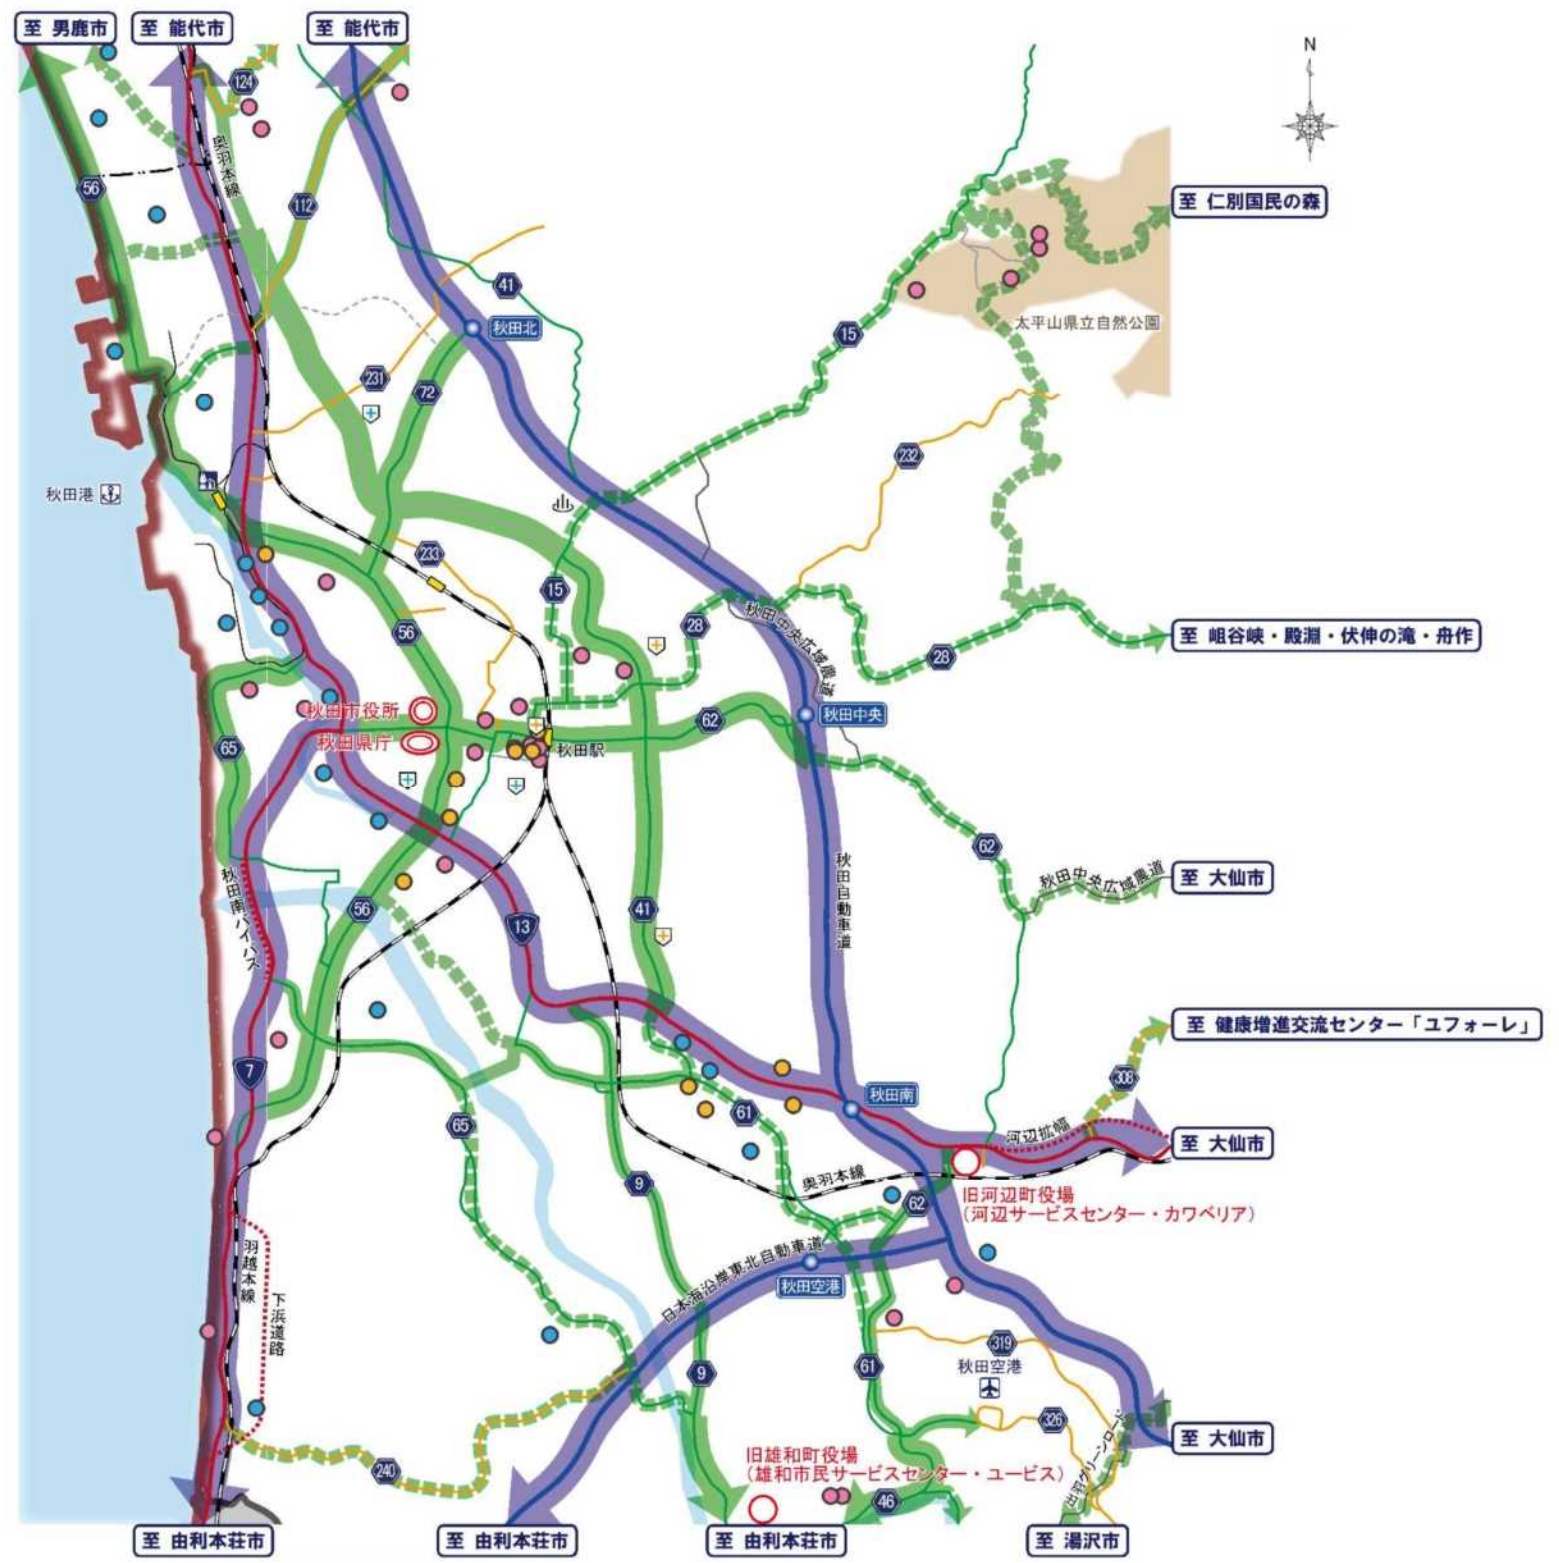 至 男鹿市
至 能代市
至 能代市
N
124
奥羽本線
56
112
至 仁別国民の森
41
秋田北
15
太平山県立自然公園
231
72
232
秋田港
233
15
56
28
秋田中央広域農道
至 岨谷峡・殿淵・伏伸の滝・舟作
28
秋田市役所
62
秋田中央
秋田県庁
65
秋田駅
62
秋田自動車道
秋田中央広域農道
至 大仙市
秋田南バイパス
56
41
13
至 健康増進交流センター「ユフォーレ」
7
308
秋田南
61
65
河辺拡幅
至 大仙市
奥羽本線
9
62
旧河辺町役場
(河辺サービスセンター・カワベリア)
羽越本線
日本海沿岸東北自動車道
秋田空港
下浜道路
319
秋田空港
9
61
326
出羽グリーンロード
至 大仙市
240
旧雄和町役場
(雄和市民サービスセンター・ユービス)
46
至 由利本荘市
至 由利本荘市
至 由利本荘市
至 湯沢市